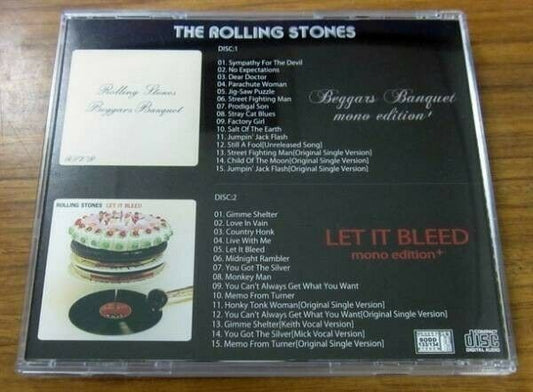 THE ROLLING STONES
DISC:1
01. Sympathy For The Devil
02. No Expectations
03. Dear Doctor
04. Parachute Woman
05. Jig-Saw Puzzle
06. Street Fighting Man
07. Prodigal Son
08. Stray Cat Blues
09. Factory Girl
10. Salt Of The Earth
11. Jumpin' Jack Flash
12. Still A Fool[Unreleased Song]
13. Street Fighting Man[Original Single Version]
14. Child Of The Moon[Original Single Version]
15. Jumpin' Jack Flash[Original Single Version]
Rolling Stones
Beggars Banquet
R.S.V.P.
Beggars Banquet
mono edition+
DISC:2
01. Gimme Shelter
02. Love In Vain
03. Country Honk
04. Live With Me
05. Let It Bleed
06. Midnight Rambler
07. You Got The Silver
08. Monkey Man
09. You Can't Always Get What You Want
10. Memo From Turner
11. Honky Tonk Woman[Original Single Version]
12. You Can't Always Get What You Want[Original Single Version]
13. Gimme Shelter[Keith Vocal Version]
14. You Got The Silver[Mick Vocal Version]
15. Memo From Turner[Original Single Version]
ROLLING STONES LET IT BLEED
LET IT BLEED
mono edition+
SODD
133/134
STEREO
COMPACT
disc
DIGITAL AUDIO